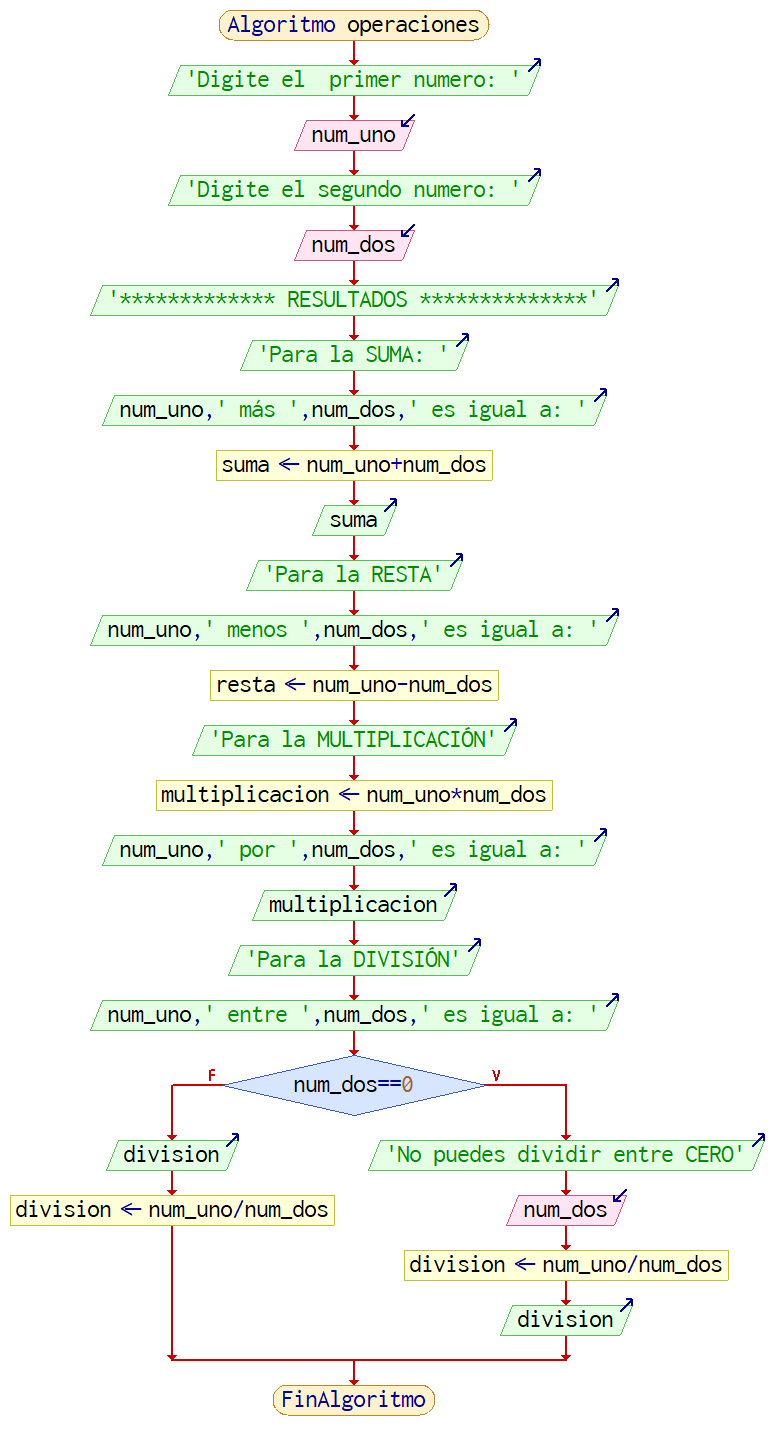 Algoritmo operaciones
'Digite el  primer numero: '
num_uno
'Digite el segundo numero: '
num_dos
'************* RESULTADOS **************'
'Para la SUMA: '
num_uno,' más ',num_dos,' es igual a: '
suma ← num_uno+num_dos
suma
'Para la RESTA'
num_uno,' menos ',num_dos,' es igual a: '
resta ← num_uno-num_dos
'Para la MULTIPLICACIÓN'
multiplicacion ← num_uno*num_dos
num_uno,' por ',num_dos,' es igual a: '
multiplicacion
'Para la DIVISIÓN'
num_uno,' entre ',num_dos,' es igual a: '
F
V
num_dos==0
division
'No puedes dividir entre CERO'
division ← num_uno/num_dos
num_dos
division ← num_uno/num_dos
division
FinAlgoritmo